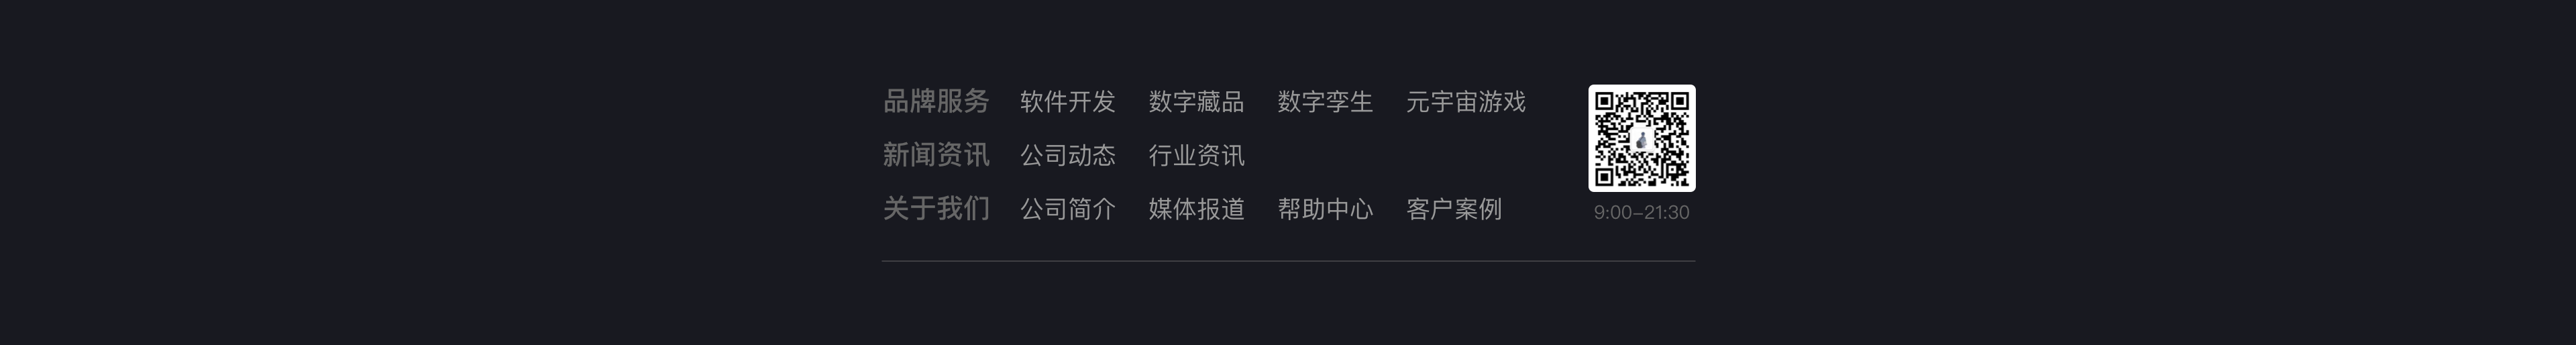 品牌服务 软件开发 数字藏品 数字孪生 元宇宙游戏
新闻资讯 公司动态 行业资讯
关于我们 公司简介 媒体报道 帮助中心 客户案例
9:00–21:30